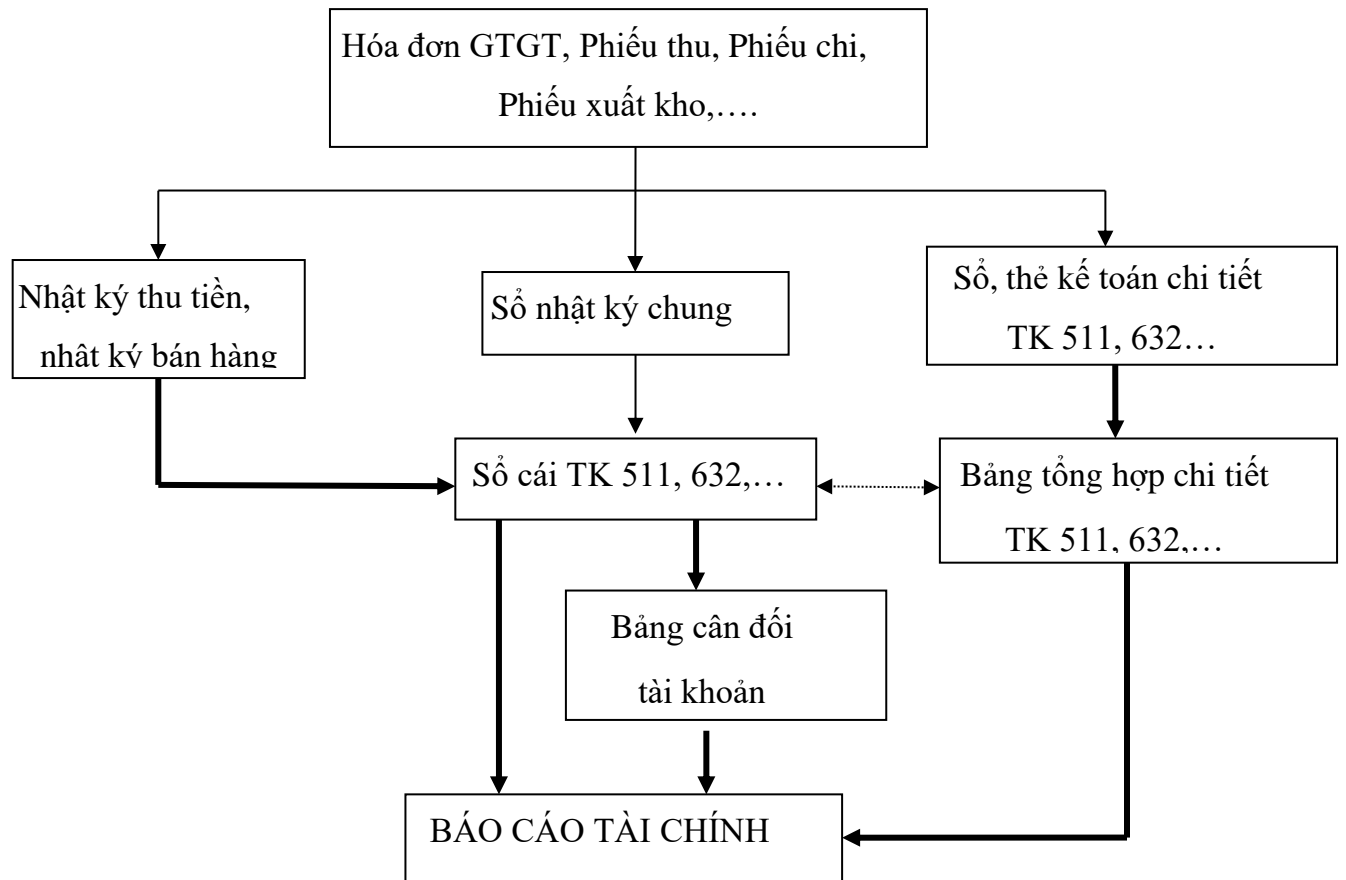 Hóa đơn GTGT, Phiếu thu, Phiếu chi,
Phiếu xuất kho,….
Nhật ký thu tiền,
nhật ký bán hàng
Sổ nhật ký chung
Sổ, thẻ kế toán chi tiết
TK 511, 632…
Sổ cái TK 511, 632,…
Bảng tổng hợp chi tiết
TK 511, 632,…
Bảng cân đối
tài khoản
BÁO CÁO TÀI CHÍNH